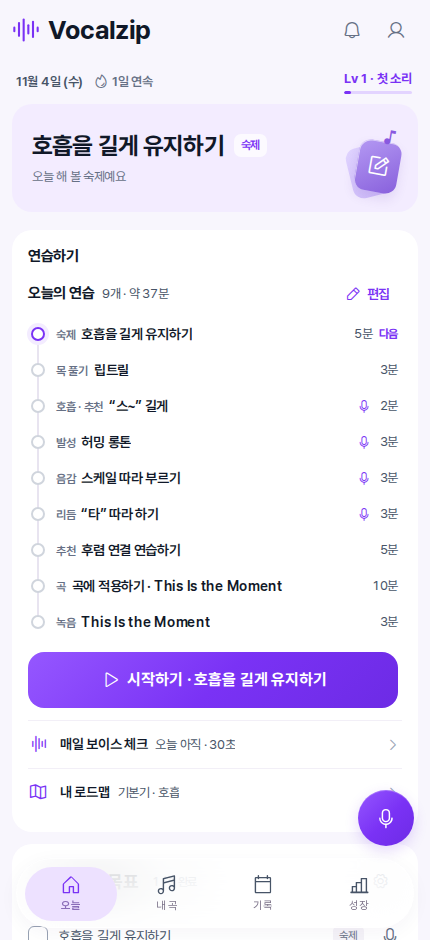 Vocalzip
11월 4일 (수) 1일 연속
Lv 1 · 첫 소리
호흡을 길게 유지하기 숙제
오늘 해 볼 숙제예요
연습하기
오늘의 연습 9개 · 약 37분 편집
숙제 호흡을 길게 유지하기 5분 다음
목 풀기 립트릴 3분
호흡 · 추천 “스~” 길게 2분
발성 허밍 롱톤 3분
음감 스케일 따라 부르기 3분
리듬 “타” 따라 하기 3분
추천 후렴 연결 연습하기 5분
곡 곡에 적용하기 · This Is the Moment 10분
녹음 This Is the Moment 3분
시작하기 · 호흡을 길게 유지하기
매일 보이스 체크 오늘 아직 · 30초
내 로드맵 기본기 · 호흡
목표
오늘 내 곡 기록 성장
호흡을 길게 유지하기 숙제